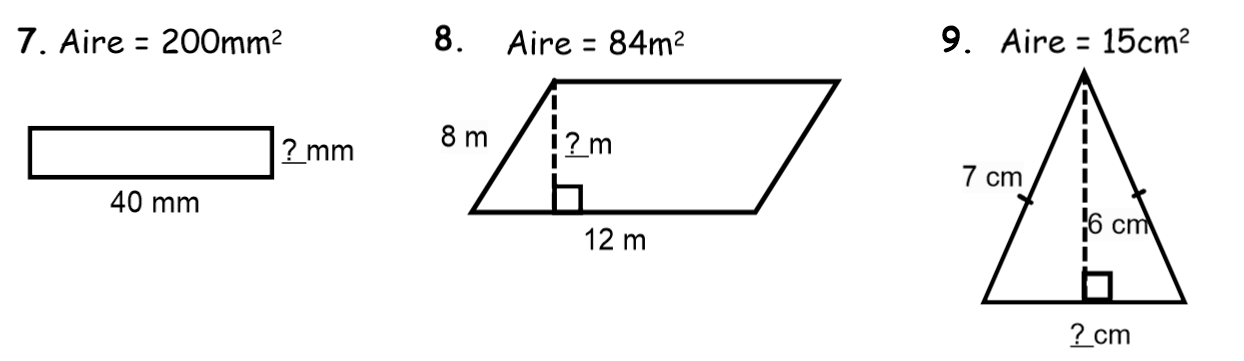 7. Aire = 200mm²
? mm
40 mm
8. Aire = 84m²
8 m
? m
12 m
9. Aire = 15cm²
7 cm
6 cm
? cm